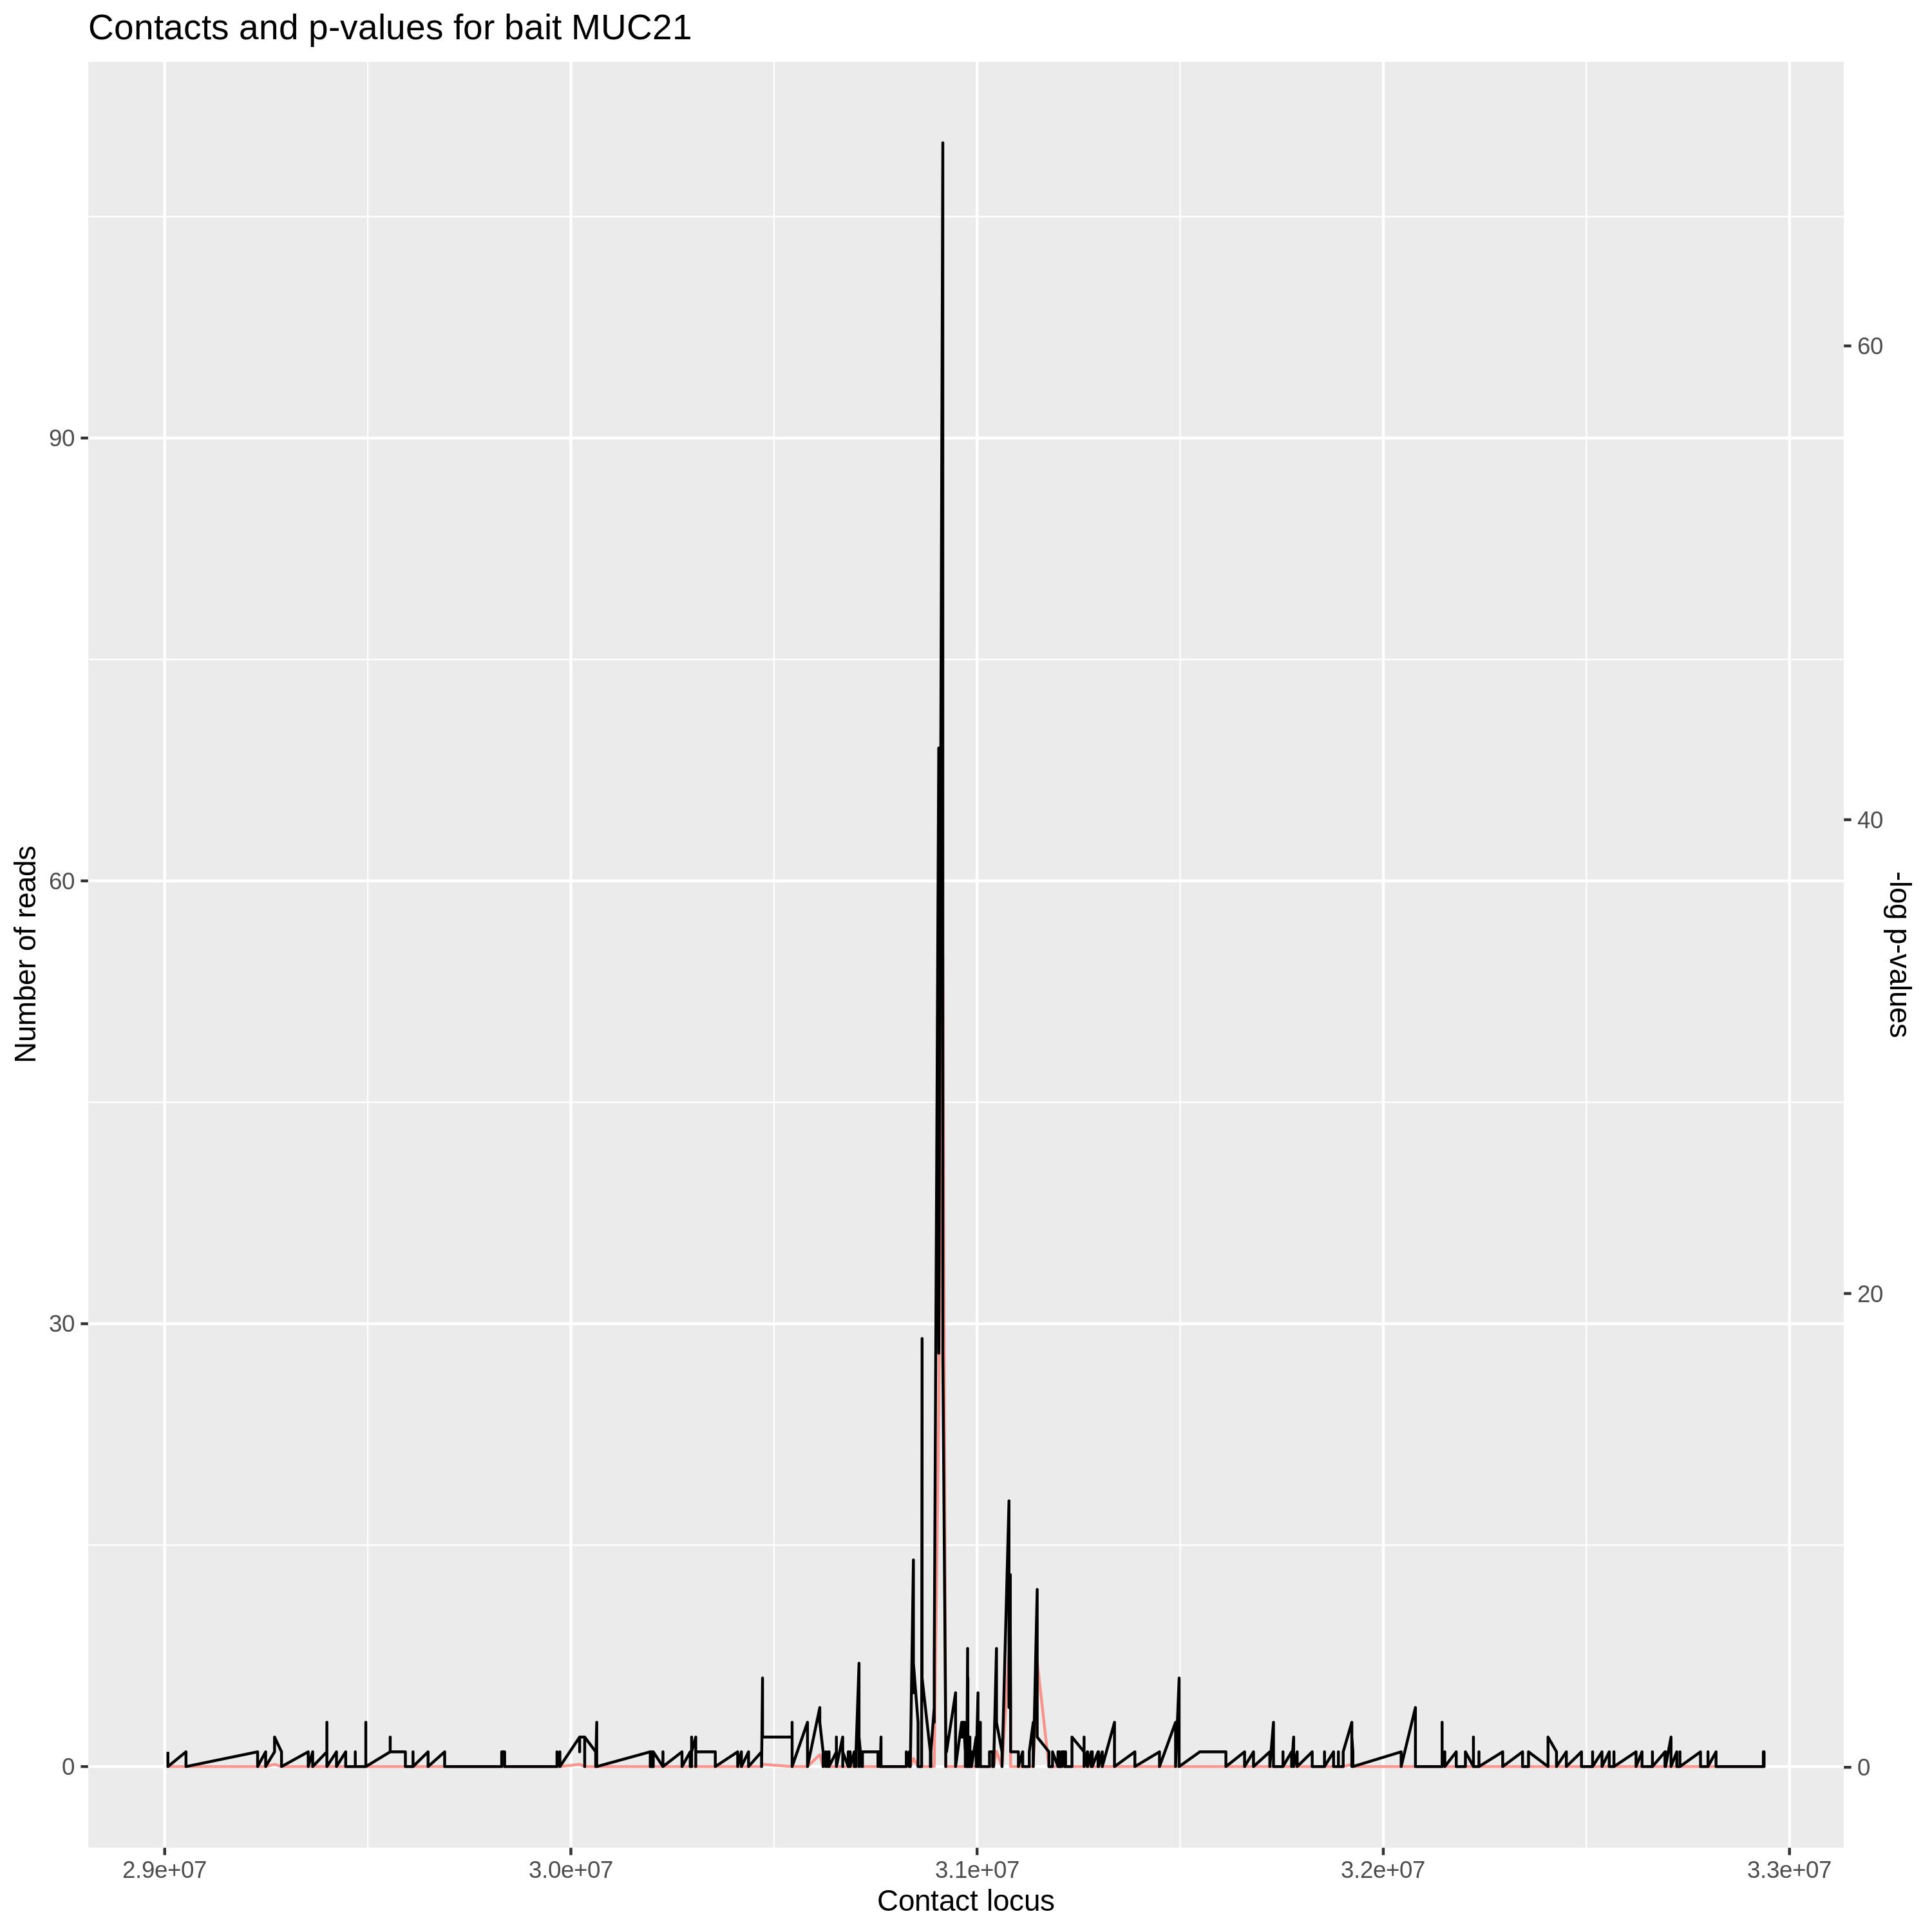 Contacts and p-values for bait MUC21
Number of reads
90
60
30
0
60
40
20
0
-log p-values
2.9e+07 3.0e+07 3.1e+07 3.2e+07 3.3e+07
Contact locus